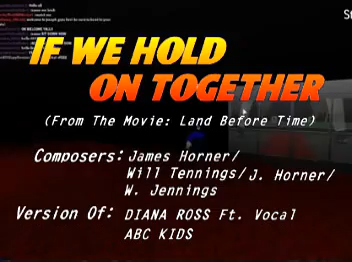 IF WE HOLD
ON TOGETHER
(From The Movie: Land Before Time)
Composers: James Horner/
Will Tennings/J. Horner/
W. Jennings
Version Of: DIANA ROSS Ft. Vocal
ABC KIDS